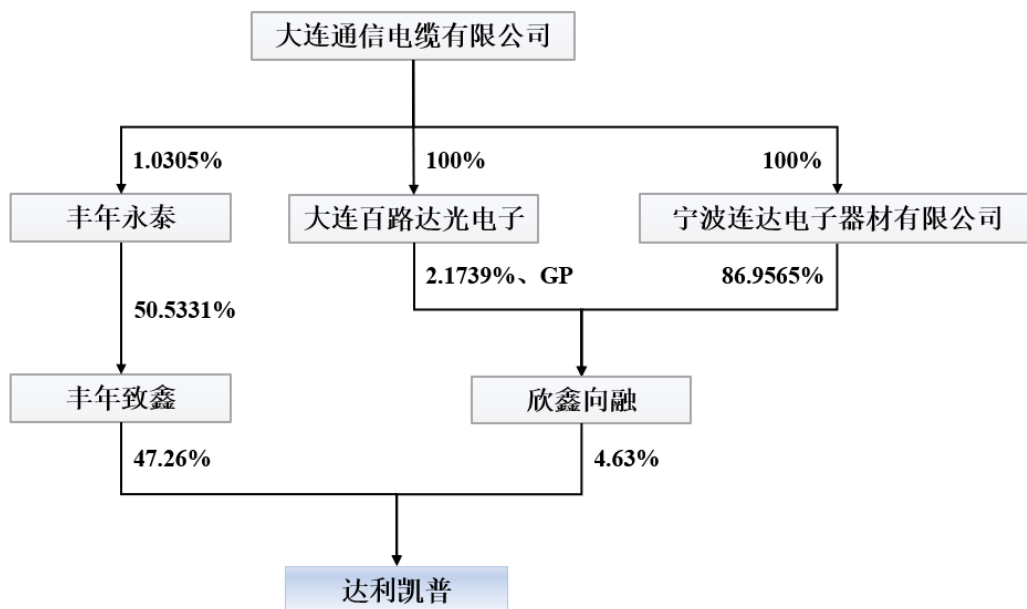 大连通信电缆有限公司
1.0305%
100%
100%
丰年永泰
大连百路达光电子
宁波连达电子器材有限公司
2.1739%、GP
86.9565%
50.5331%
丰年致鑫
欣鑫向融
47.26%
4.63%
达利凯普